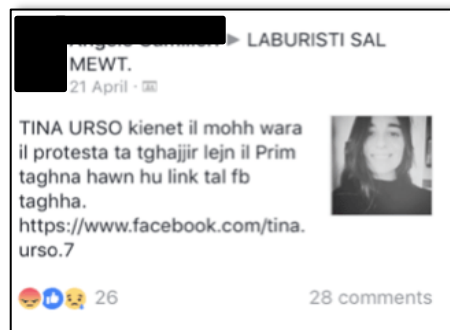 ▸ LABURISTI SAL
MEWT.
21 April ·
TINA URSO kienet il mohh wara
il protesta ta tghajjir lejn il Prim
taghna hawn hu link tal fb
taghha.
https://www.facebook.com/tina.
urso.7
26
28 comments